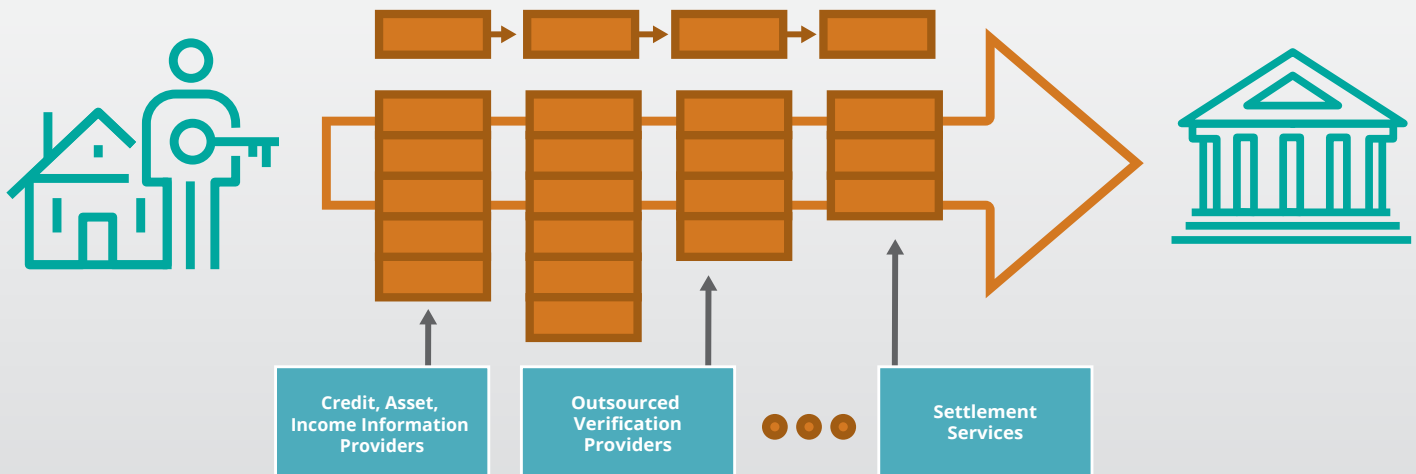 Credit, Asset,
Income Information
Providers
Outsourced
Verification
Providers
Settlement
Services